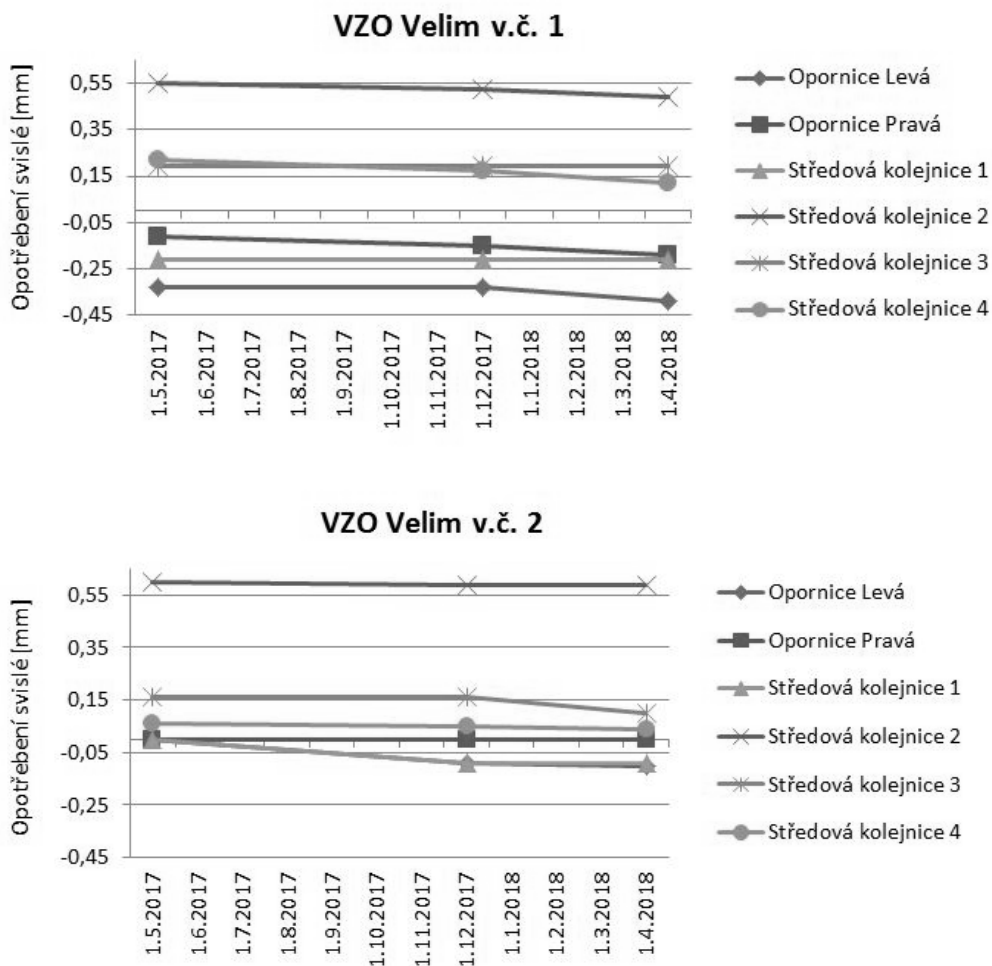 VZO Velim v.č. 1
Opotřebení svislé [mm]
0,55
0,35
0,15
-0,05
-0,25
-0,45
1.5.2017
1.6.2017
1.7.2017
1.8.2017
1.9.2017
1.10.2017
1.11.2017
1.12.2017
1.1.2018
1.2.2018
1.3.2018
1.4.2018
Opornice Levá
Opornice Pravá
Středová kolejnice 1
Středová kolejnice 2
Středová kolejnice 3
Středová kolejnice 4
VZO Velim v.č. 2
Opotřebení svislé [mm]
0,55
0,35
0,15
-0,05
-0,25
-0,45
1.5.2017
1.6.2017
1.7.2017
1.8.2017
1.9.2017
1.10.2017
1.11.2017
1.12.2017
1.1.2018
1.2.2018
1.3.2018
1.4.2018
Opornice Levá
Opornice Pravá
Středová kolejnice 1
Středová kolejnice 2
Středová kolejnice 3
Středová kolejnice 4